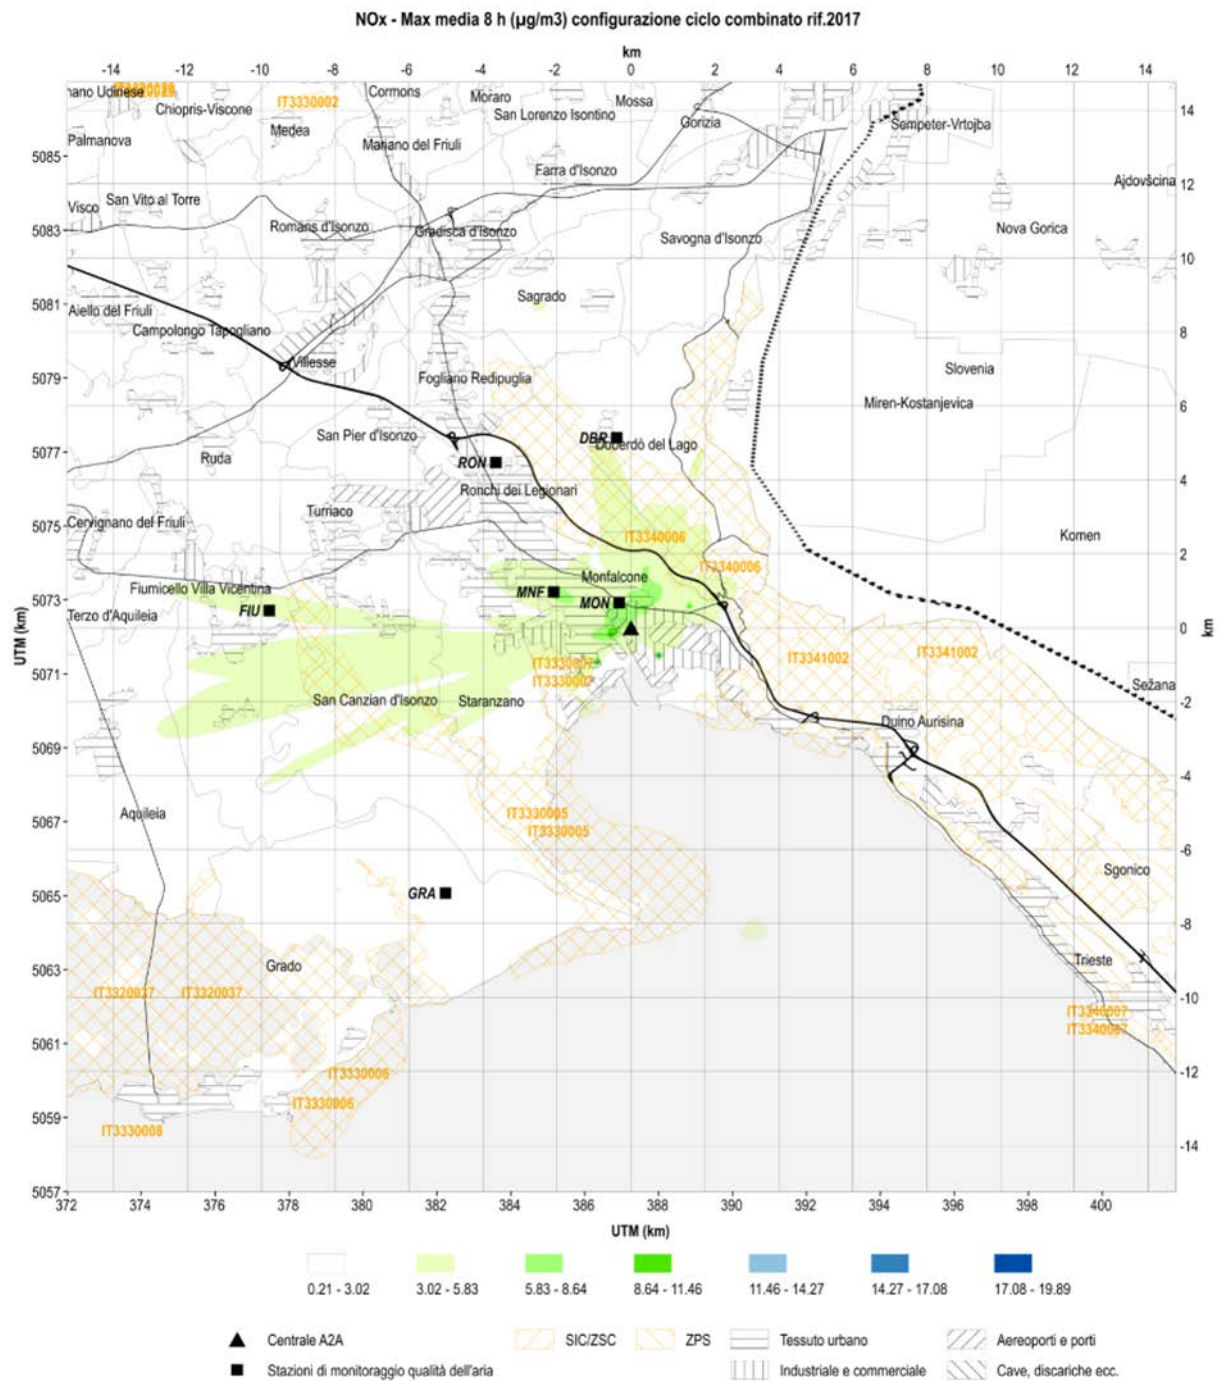 NOx - Max media 8 h (µg/m3) configurazione ciclo combinato rif.2017
km
-14 -12 -10 -8 -6 -4 -2 0 2 4 6 8 10 12 14
Cormons
Moraro
Mossa
IT3330002
Chiopris-Viscone
San Lorenzo Isontino
Gorizia
Sempeter-Vrtojba
14
Medea
Palmanova
Mariano del Friuli
5085
Farra d'Isonzo
Ajdovščina
12
San Vito al Torre
Visco
Romans d'Isonzo
Gradisca d'Isonzo
Savogna d'Isonzo
Nova Gorica
5083
10
Sagrado
5081
Aiello del Friuli
Campolongo Tapogliano
8
Villesse
Slovenia
5079
Fogliano Redipuglia
Miren-Kostanjevica
6
San Pier d'Isonzo
DBR
Doberdò del Lago
5077
Ruda
RON
Ronchi dei Legionari
4
Turriaco
Cervignano del Friuli
5075
IT3340006
Komen
2
IT3340006
Monfalcone
Fiumicello Villa Vicentina
MNF
5073
MON
FIU
Terzo d'Aquileia
0
UTM (km)
km
IT3330007
IT3341002
IT3341002
5071
IT3330007
Sežana
San Canzian d'Isonzo
Staranzano
-2
Duino Aurisina
5069
-4
Aquileia
IT3330005
5067
IT3330005
-6
Sgonico
GRA
5065
-8
Grado
Trieste
5063
IT3320037
IT3320037
-10
IT3340007
IT3340007
5061
IT3330006
-12
IT3330006
5059
IT3330008
-14
5057
372 374 376 378 380 382 384 386 388 390 392 394 396 398 400
UTM (km)
0.21 - 3.02 3.02 - 5.83 5.83 - 8.64 8.64 - 11.46 11.46 - 14.27 14.27 - 17.08 17.08 - 19.89
Centrale A2A SIC/ZSC ZPS Tessuto urbano Aereoporti e porti
Stazioni di monitoraggio qualità dell'aria Industriale e commerciale Cave, discariche ecc.